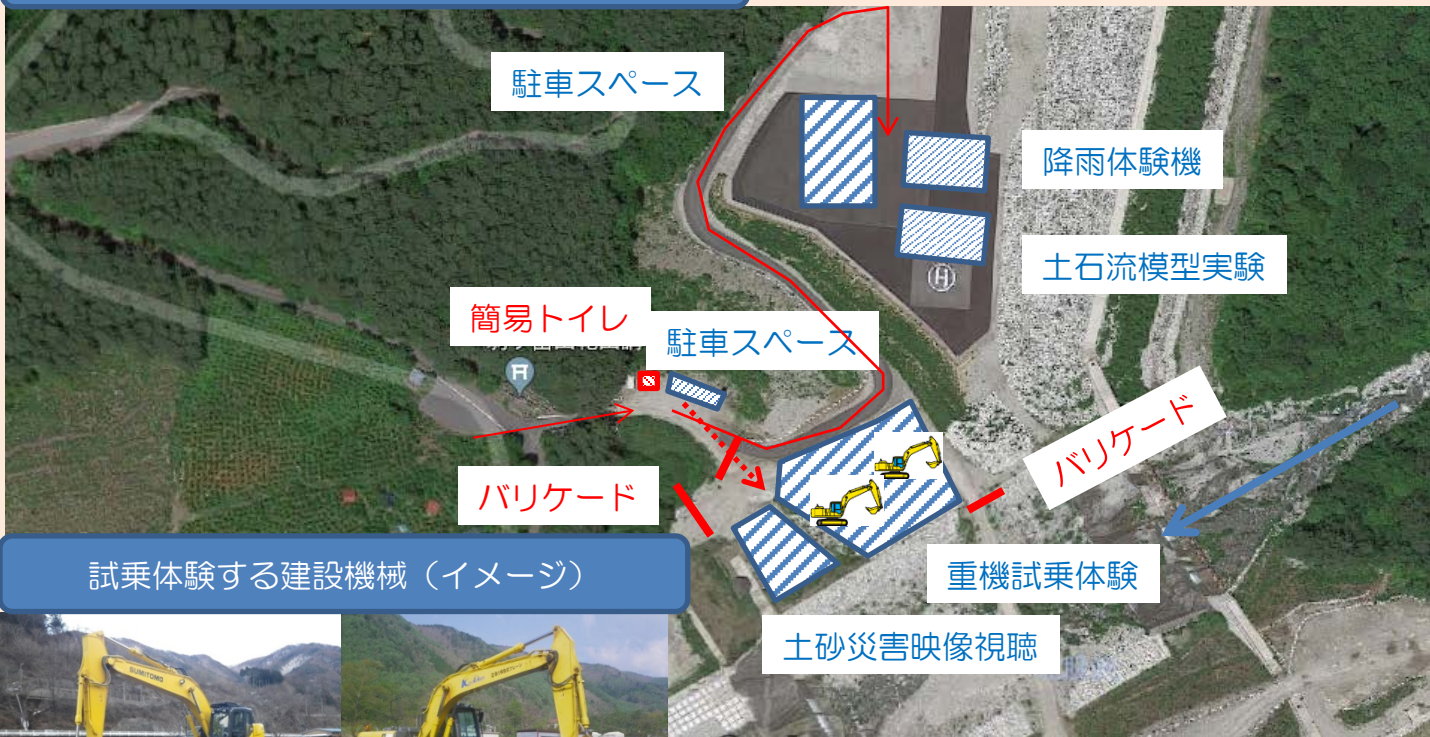 駐車スペース
降雨体験機
土石流模型実験
H
簡易トイレ
駐車スペース
バリケード
バリケード
重機試乗体験
土砂災害映像視聴
試乗体験する建設機械（イメージ）
SUMITOMO